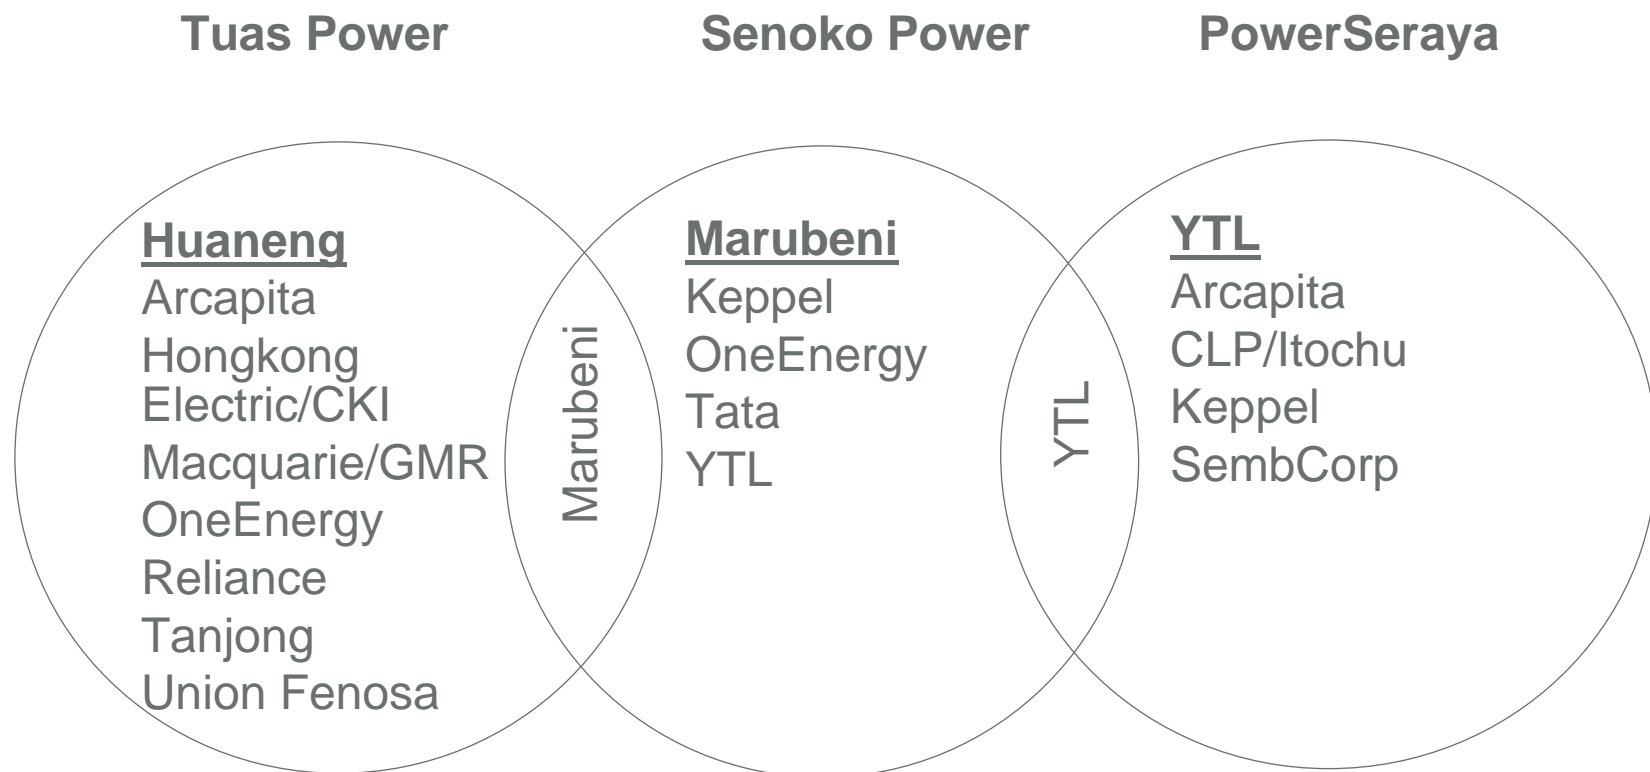 Tuas Power
Senoko Power
PowerSeraya
Huaneng
Arcapita
Hongkong
Electric/CKI
Macquarie/GMR
OneEnergy
Reliance
Tanjong
Union Fenosa
Marubeni
Marubeni
Keppel
OneEnergy
Tata
YTL
YTL
YTL
Arcapita
CLP/Itochu
Keppel
SembCorp